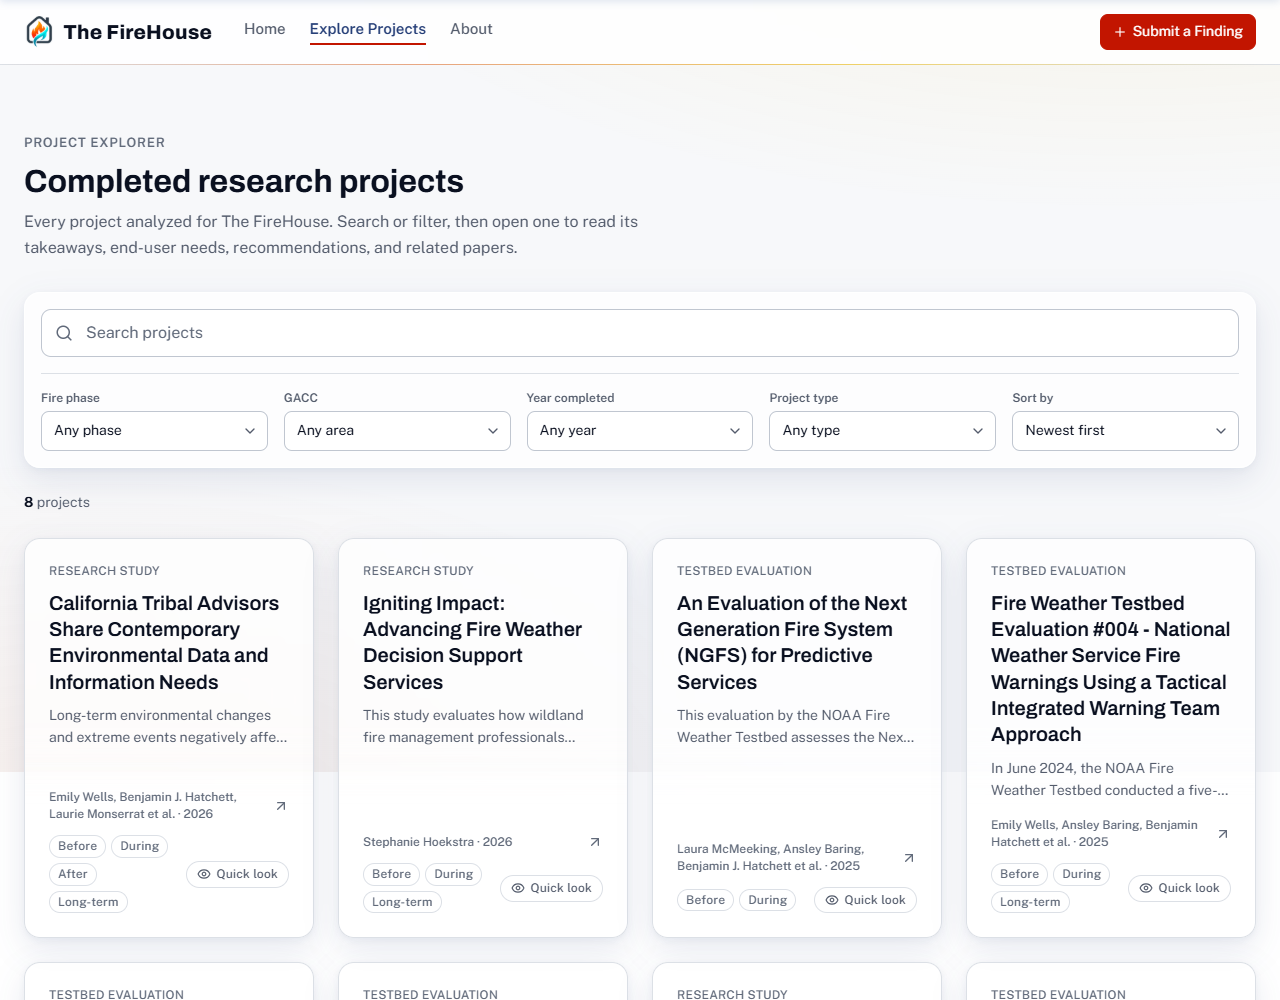 The FireHouse
Home
Explore Projects
About
Submit a Finding
PROJECT EXPLORER
Completed research projects
Every project analyzed for The FireHouse. Search or filter, then open one to read its
takeaways, end-user needs, recommendations, and related papers.
Search projects
Fire phase
Any phase
GACC
Any area
Year completed
Any year
Project type
Any type
Sort by
Newest first
8 projects
RESEARCH STUDY
California Tribal Advisors
Share Contemporary
Environmental Data and
Information Needs
Long-term environmental changes
and extreme events negatively affe...
Emily Wells, Benjamin J. Hatchett,
Laurie Monserrat et al. · 2026
Before
During
After
Long-term
Quick look
RESEARCH STUDY
Igniting Impact:
Advancing Fire Weather
Decision Support
Services
This study evaluates how wildland
fire management professionals...
Stephanie Hoekstra · 2026
Before
During
Long-term
Quick look
TESTBED EVALUATION
An Evaluation of the Next
Generation Fire System
(NGFS) for Predictive
Services
This evaluation by the NOAA Fire
Weather Testbed assesses the Nex...
Laura McMeeking, Ansley Baring,
Benjamin J. Hatchett et al. · 2025
Before
During
Quick look
TESTBED EVALUATION
Fire Weather Testbed
Evaluation #004 - National
Weather Service Fire
Warnings Using a Tactical
Integrated Warning Team
Approach
In June 2024, the NOAA Fire
Weather Testbed conducted a five-...
Emily Wells, Ansley Baring, Benjamin
Hatchett et al. · 2025
Before
During
Long-term
Quick look
TESTBED EVALUATION
TESTBED EVALUATION
RESEARCH STUDY
TESTBED EVALUATION